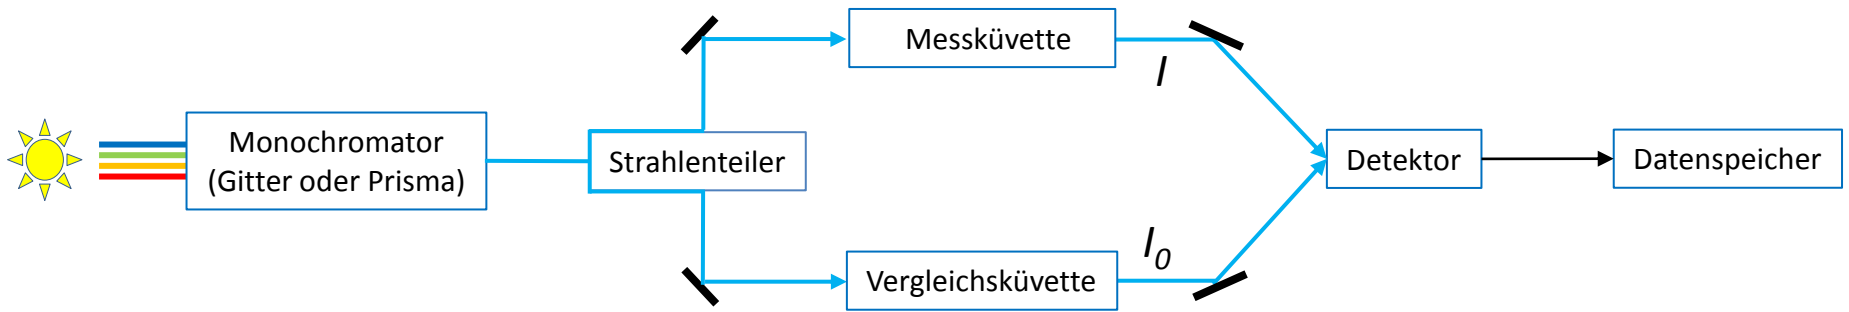 Monochromator
(Gitter oder Prisma)
Strahlenteiler
Messküvette
I
Vergleichsküvette
I0
Detektor
Datenspeicher